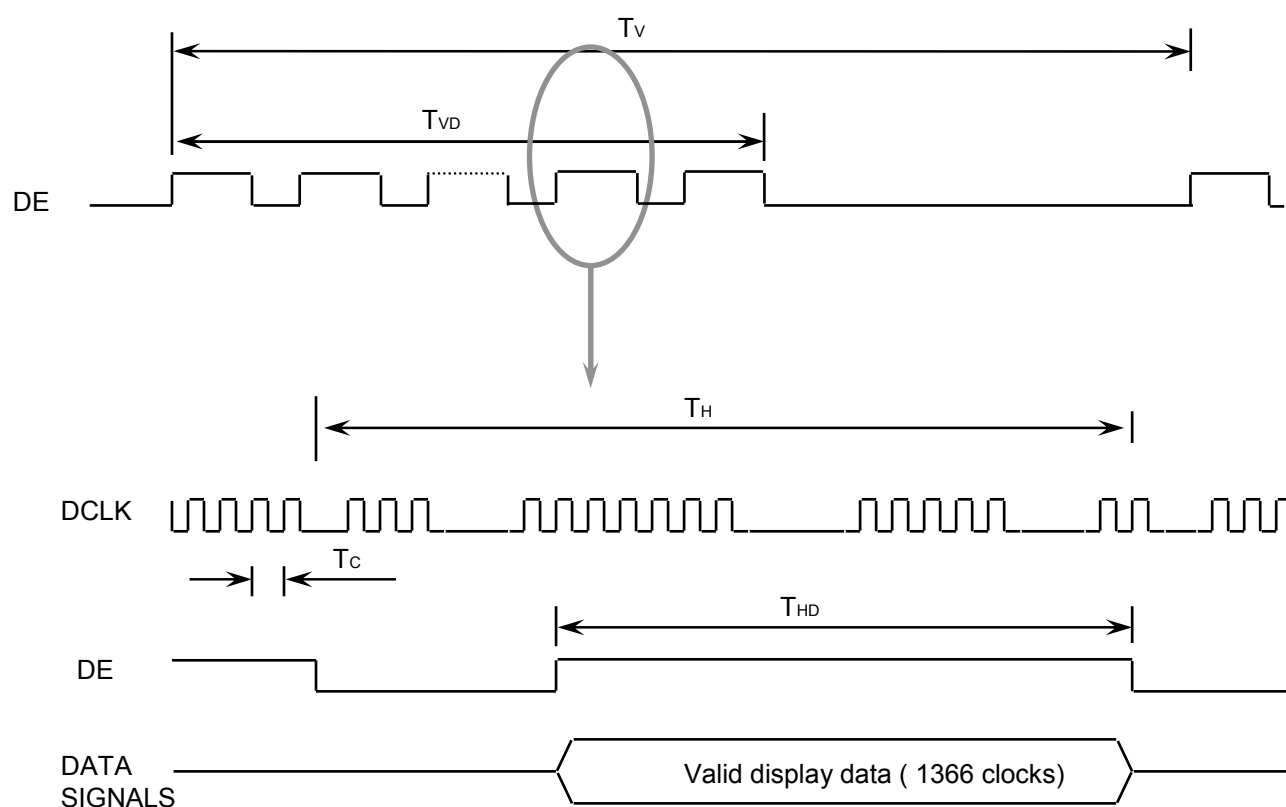 TV
TVD
DE
TH
DCLK
TC
THD
DE
DATA
SIGNALS
Valid display data ( 1366 clocks)